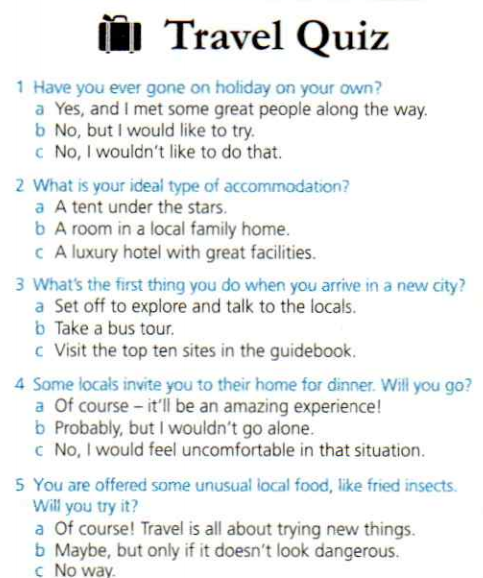 Travel Quiz
1 Have you ever gone on holiday on your own?
a Yes, and I met some great people along the way.
b No, but I would like to try.
c No, I wouldn't like to do that.
2 What is your ideal type of accommodation?
a A tent under the stars.
b A room in a local family home.
c A luxury hotel with great facilities.
3 What's the first thing you do when you arrive in a new city?
a Set off to explore and talk to the locals.
b Take a bus tour.
c Visit the top ten sites in the guidebook.
4 Some locals invite you to their home for dinner. Will you go?
a Of course – it'll be an amazing experience!
b Probably, but I wouldn't go alone.
c No, I would feel uncomfortable in that situation.
5 You are offered some unusual local food, like fried insects.
Will you try it?
a Of course! Travel is all about trying new things.
b Maybe, but only if it doesn't look dangerous.
c No way.